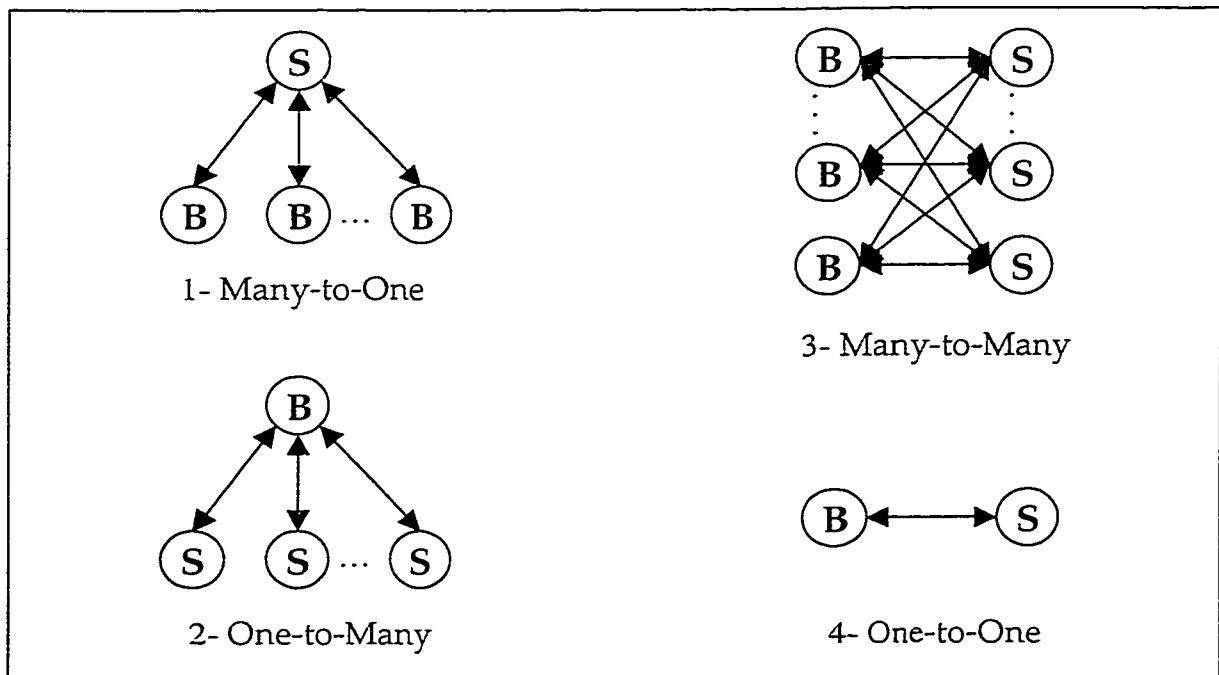 S
B B ... B
1- Many-to-One
B
S S ... S
2- One-to-Many
B S
B S
B S
3- Many-to-Many
B S
4- One-to-One